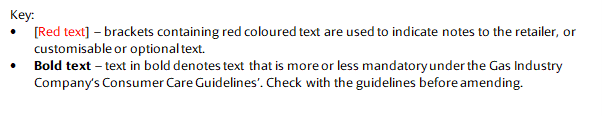 Key:
• [Red text] – brackets containing red coloured text are used to indicate notes to the retailer, or
customisable or optional text.
• Bold text – text in bold denotes text that is more or less mandatory under the Gas Industry
Company's Consumer Care Guidelines'. Check with the guidelines before amending.